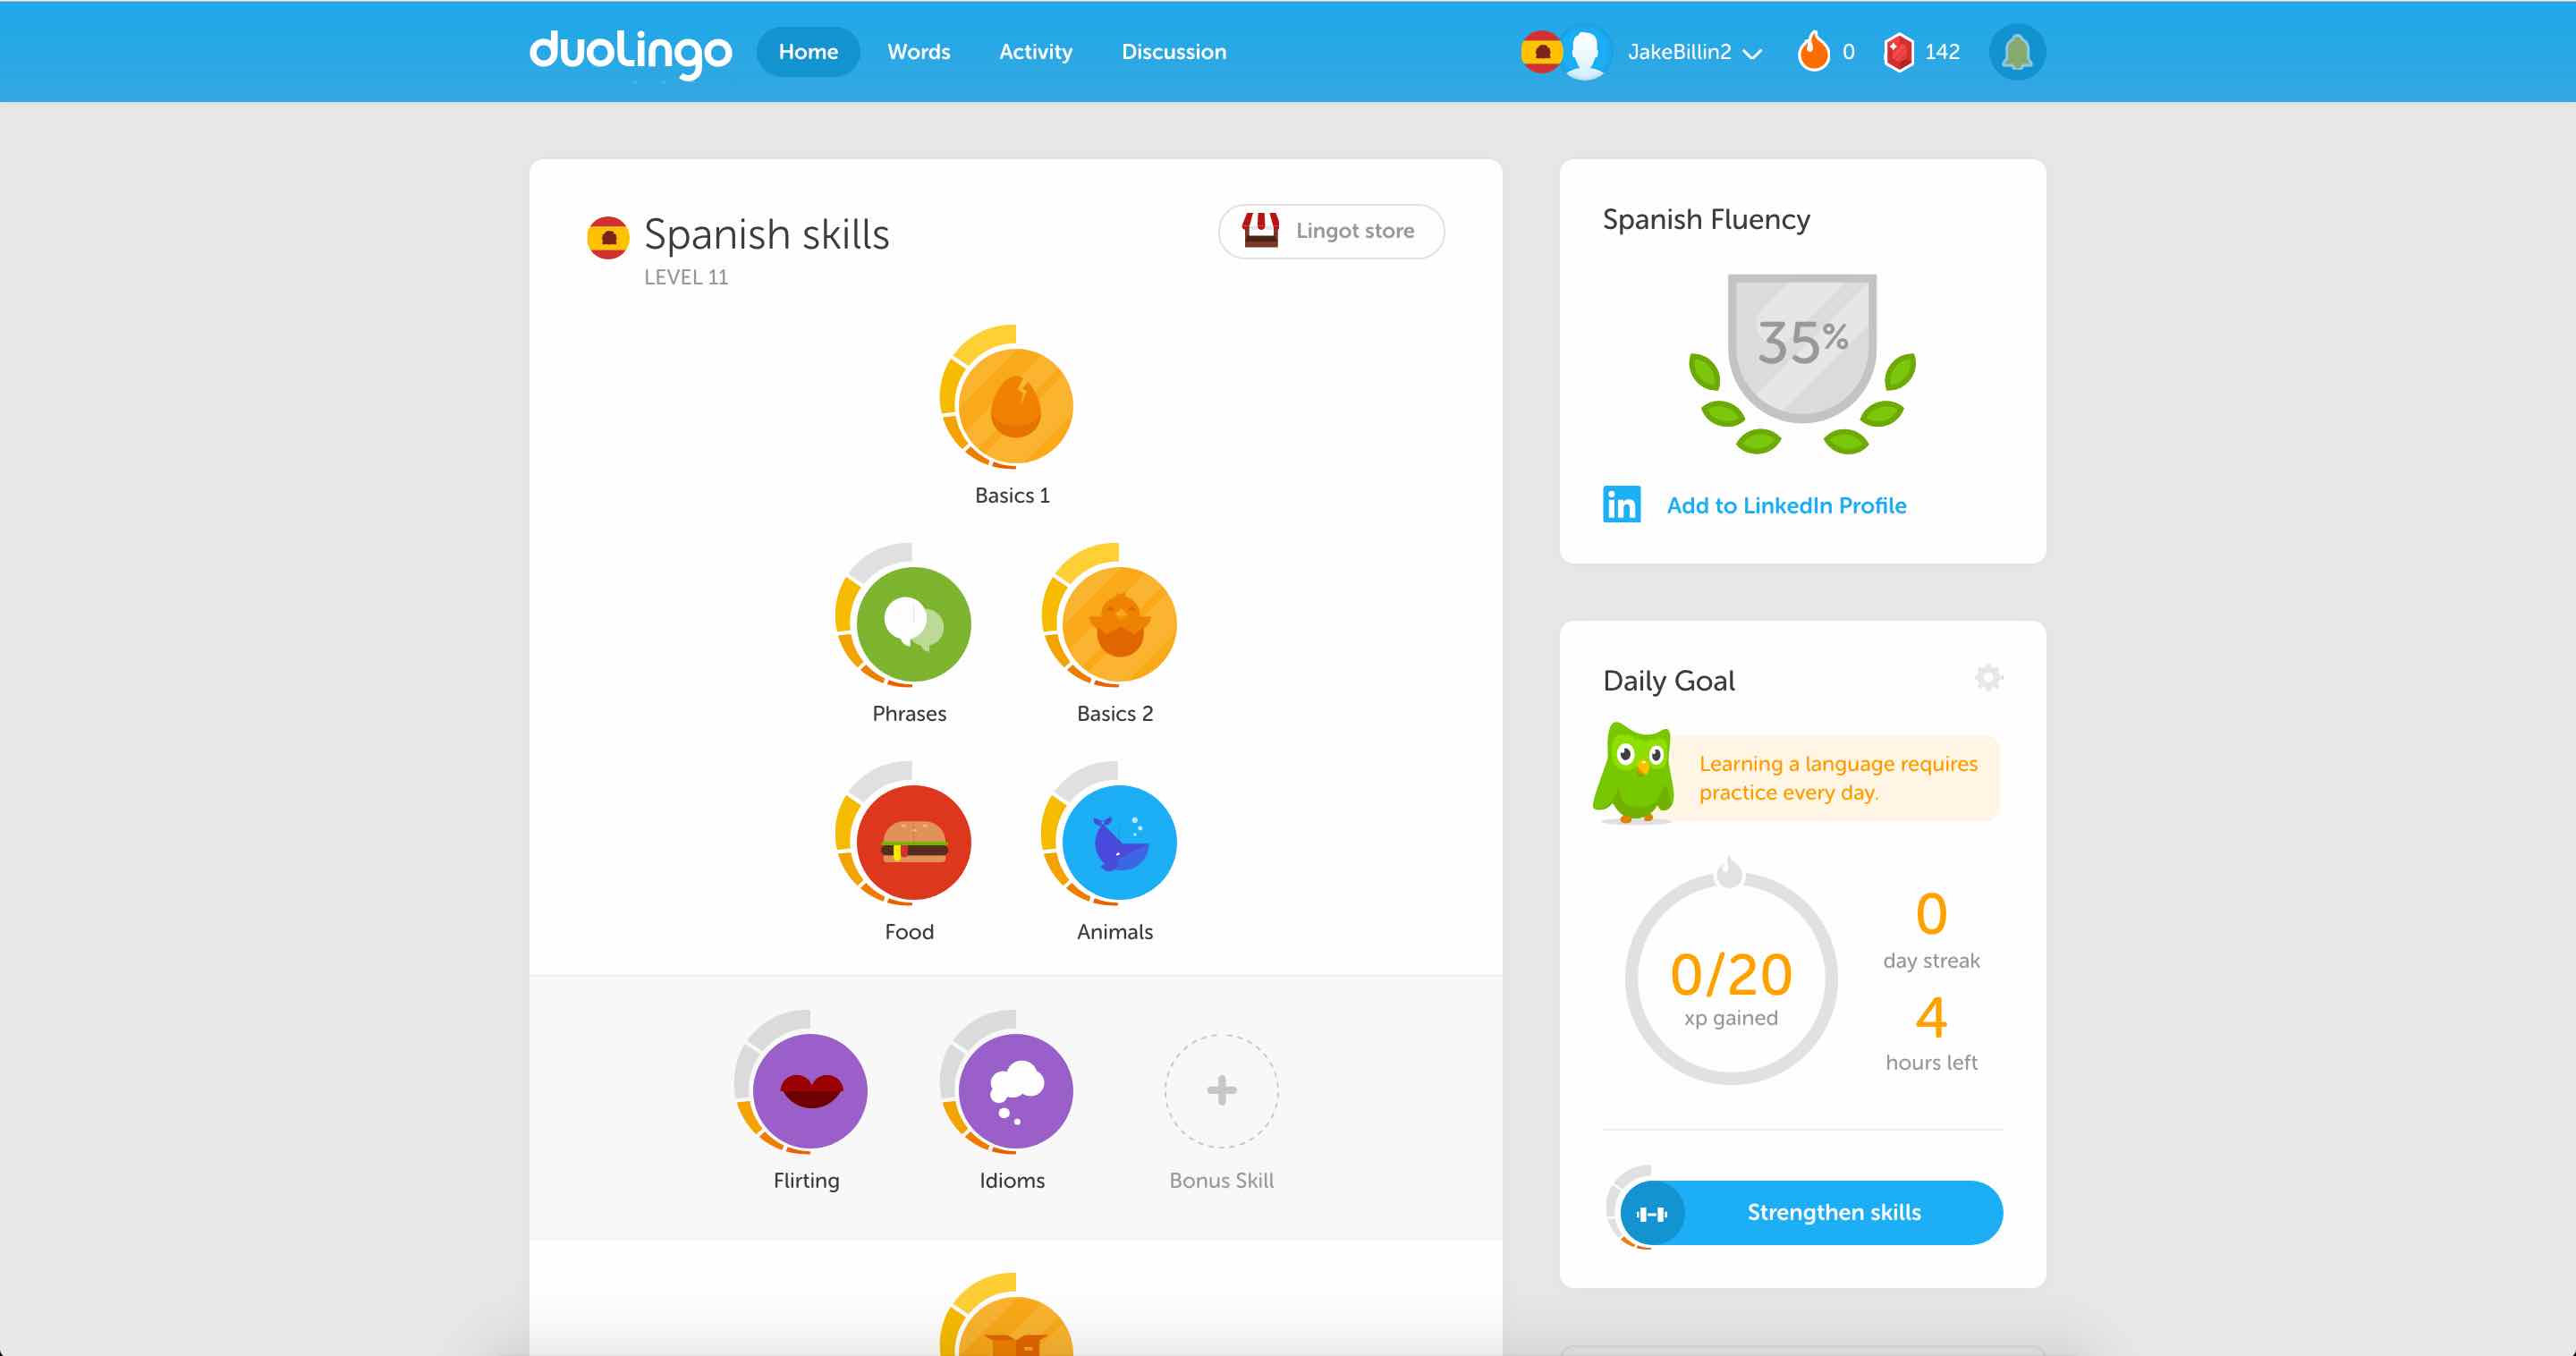 duolingo
Home
Words
Activity
Discussion
JakeBillin2
0
142
Spanish skills
LEVEL 11
Lingot store
Basics 1
Phrases
Basics 2
Food
Animals
Flirting
Idioms
Bonus Skill
Spanish Fluency
35%
in
Add to LinkedIn Profile
Daily Goal
Learning a language requires
practice every day.
0/20
xp gained
0
day streak
4
hours left
Strengthen skills